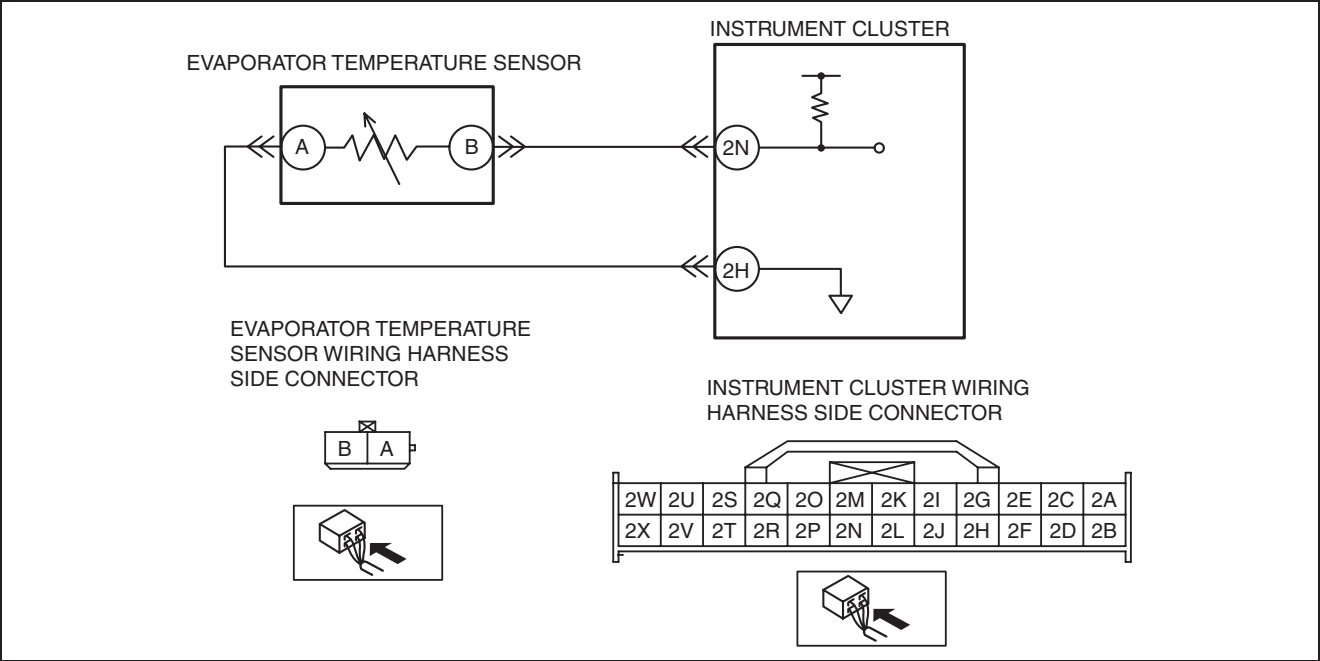 INSTRUMENT CLUSTER
EVAPORATOR TEMPERATURE SENSOR
A
B
2N
2H
EVAPORATOR TEMPERATURE
SENSOR WIRING HARNESS
SIDE CONNECTOR
B A
INSTRUMENT CLUSTER WIRING
HARNESS SIDE CONNECTOR
2W 2U 2S 2Q 2O 2M 2K 2I 2G 2E 2C 2A
2X 2V 2T 2R 2P 2N 2L 2J 2H 2F 2D 2B